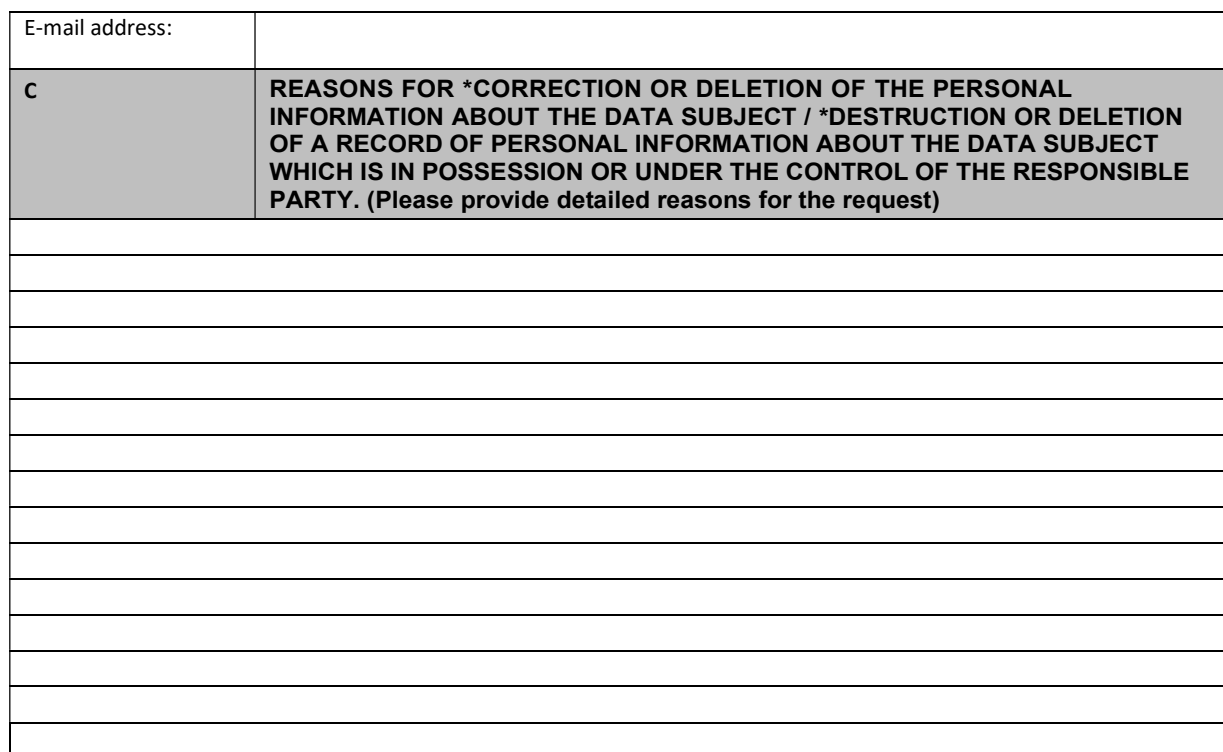 E-mail address:
C
REASONS FOR *CORRECTION OR DELETION OF THE PERSONAL
INFORMATION ABOUT THE DATA SUBJECT / *DESTRUCTION OR DELETION
OF A RECORD OF PERSONAL INFORMATION ABOUT THE DATA SUBJECT
WHICH IS IN POSSESSION OR UNDER THE CONTROL OF THE RESPONSIBLE
PARTY. (Please provide detailed reasons for the request)